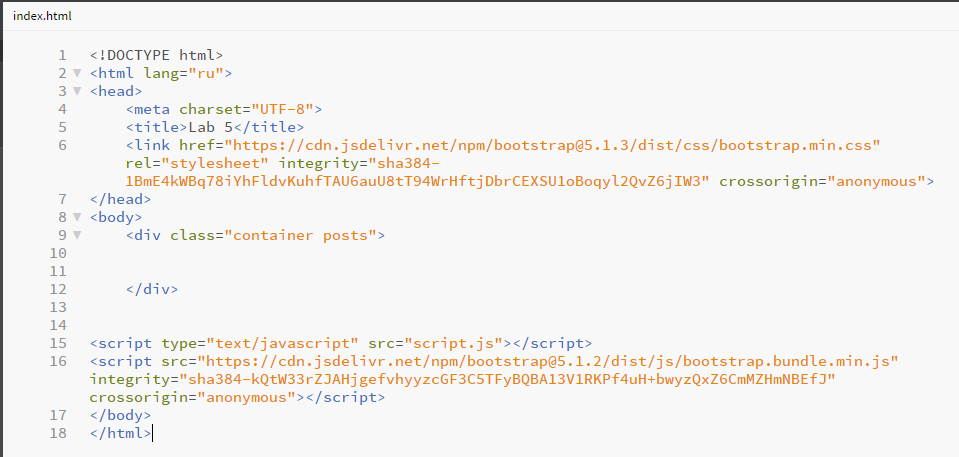 index.html
1 <!DOCTYPE html>
2 <html lang="ru">
3 <head>
4 <meta charset="UTF-8">
5 <title>Lab 5</title>
6 <link href="https://cdn.jsdelivr.net/npm/bootstrap@5.1.3/dist/css/bootstrap.min.css"
rel="stylesheet" integrity="sha384-
1BmE4kWBq78iYhFldvKuhfTAU6auU8tT94WrHftjDbrCEXSU1oBoqyl2QvZ6jIW3" crossorigin="anonymous">
7 </head>
8 <body>
9 <div class="container posts">
10
11
12 </div>
13
14
15 <script type="text/javascript" src="script.js"></script>
16 <script src="https://cdn.jsdelivr.net/npm/bootstrap@5.1.2/dist/js/bootstrap.bundle.min.js"
integrity="sha384-kQtW33rZJAHjgefvhyyzcGF3C5TFyBQBA13V1RKPf4uH+bwyzQxZ6CmMZHmNBEfJ"
crossorigin="anonymous"></script>
17 </body>
18 </html>